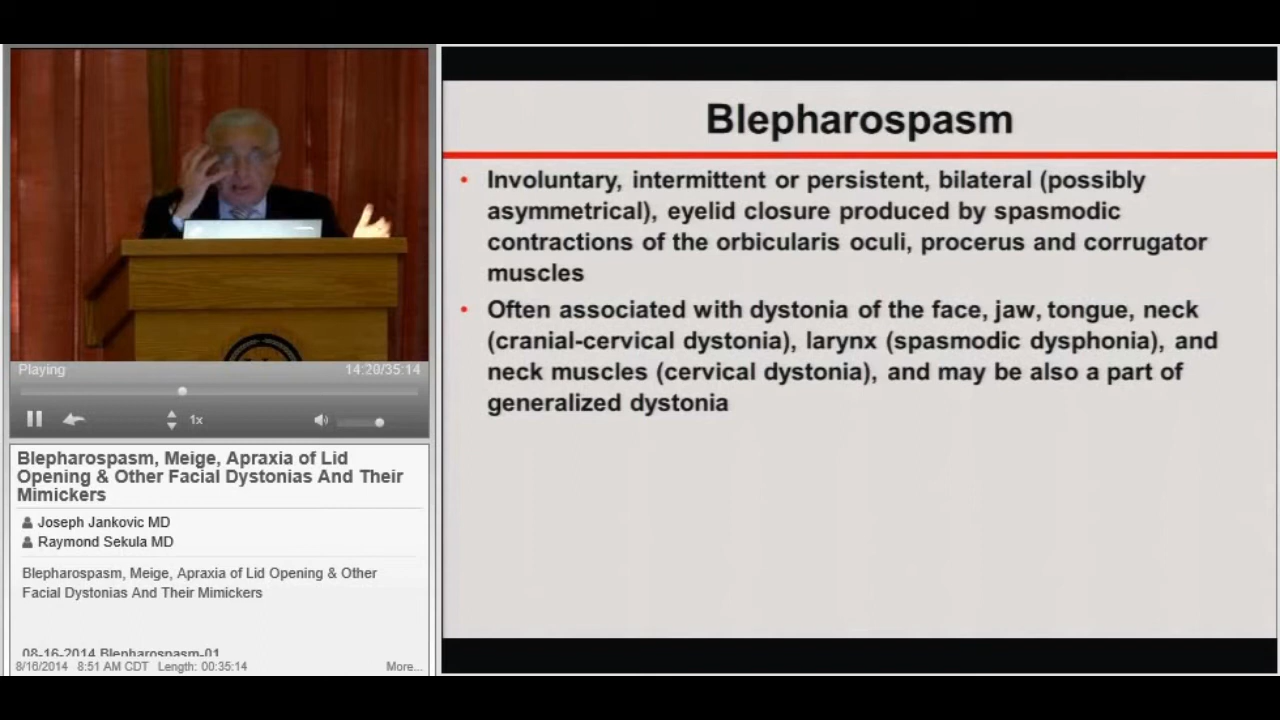 Playing
14:20/35:14
1x
Blepharospasm, Meige, Apraxia of Lid
Opening & Other Facial Dystonias And Their
Mimickers
Joseph Jankovic MD
Raymond Sekula MD
Blepharospasm, Meige, Apraxia of Lid Opening & Other
Facial Dystonias And Their Mimickers
08-16-2014 Blepharospasm-01
8/16/2014 8:51 AM CDT Length: 00:35:14 More...
Blepharospasm
• Involuntary, intermittent or persistent, bilateral (possibly
asymmetrical), eyelid closure produced by spasmodic
contractions of the orbicularis oculi, procerus and corrugator
muscles
• Often associated with dystonia of the face, jaw, tongue, neck
(cranial-cervical dystonia), larynx (spasmodic dysphonia), and
neck muscles (cervical dystonia), and may be also a part of
generalized dystonia